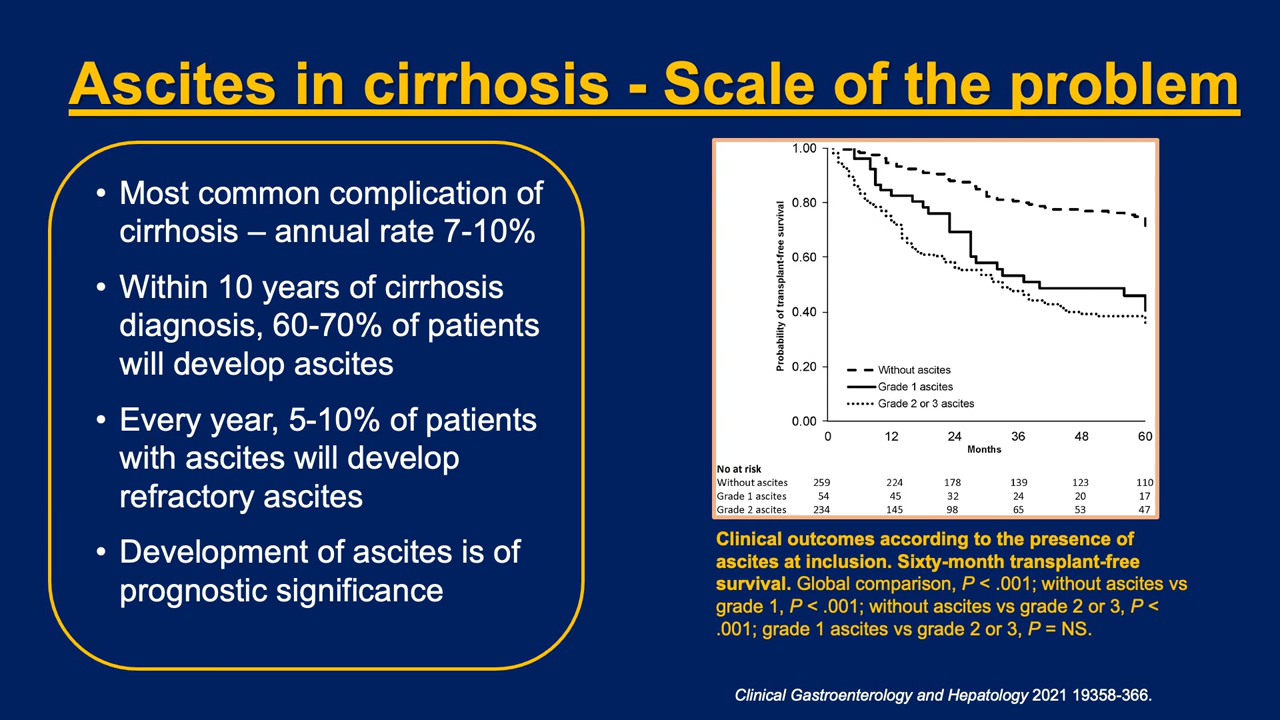 Ascites in cirrhosis - Scale of the problem
• Most common complication of
cirrhosis – annual rate 7-10%
• Within 10 years of cirrhosis
diagnosis, 60-70% of patients
will develop ascites
• Every year, 5-10% of patients
with ascites will develop
refractory ascites
• Development of ascites is of
prognostic significance
Probability of transplant-free survival
1.00
0.80
0.60
0.40
0.20
0.00
Without ascites
Grade 1 ascites
Grade 2 or 3 ascites
0 12 24 36 48 60
Months
No at risk
Without ascites 259 224 178 139 123 110
Grade 1 ascites 54 45 32 24 20 17
Grade 2 ascites 234 145 98 65 53 47
Clinical outcomes according to the presence of
ascites at inclusion. Sixty-month transplant-free
survival. Global comparison, P < .001; without ascites vs
grade 1, P < .001; without ascites vs grade 2 or 3, P <
.001; grade 1 ascites vs grade 2 or 3, P = NS.
Clinical Gastroenterology and Hepatology 2021 19358-366.